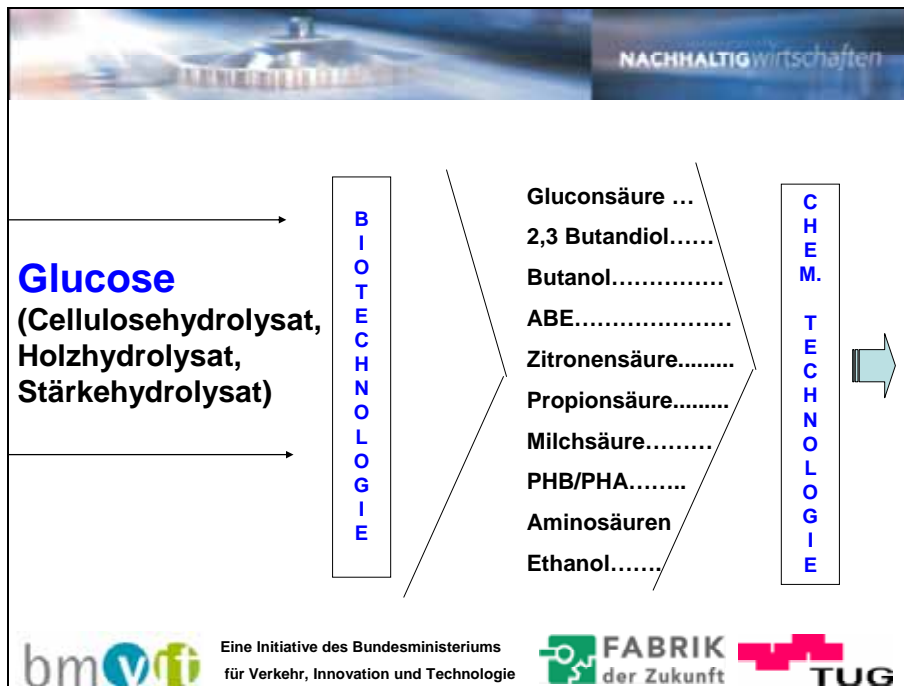 NACHHALTIGwirtschaften
Glucose
(Cellulosehydrolysat,
Holzhydrolysat,
Stärkehydrolysat)
B
I
O
T
E
C
H
N
O
L
O
G
I
E
Gluconsäure …
2,3 Butandiol……
Butanol……………
ABE…………………
Zitronensäure.........
Propionsäure.........
Milchsäure………
PHB/PHA……..
Aminosäuren
Ethanol…….
C
H
E
M.
T
E
C
H
N
O
L
O
G
I
E
bmvit
Eine Initiative des Bundesministeriums
für Verkehr, Innovation und Technologie
FABRIK
der Zukunft
TUG